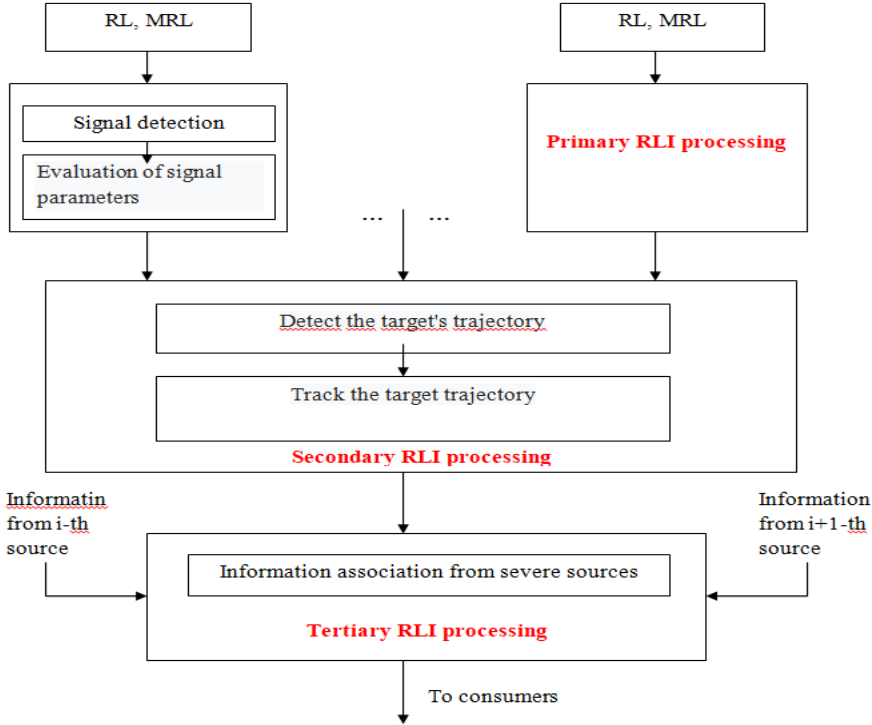 RL, MRL
RL, MRL
Signal detection
Evaluation of signal
parameters
Primary RLI processing
... ...
Detect the target's trajectory
Track the target trajectory
Secondary RLI processing
Informatin
from i-th
source
Information
from i+1-th
source
Information association from severe sources
Tertiary RLI processing
To consumers